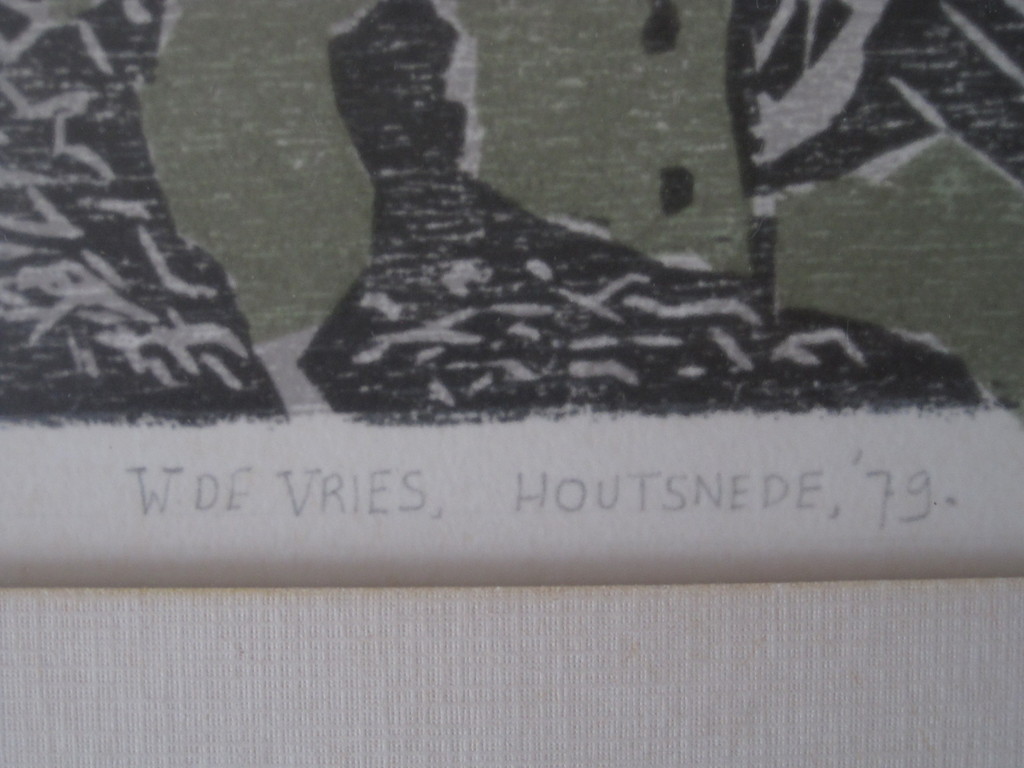 W. DE VRIES, HOUTSNEDE, '79.